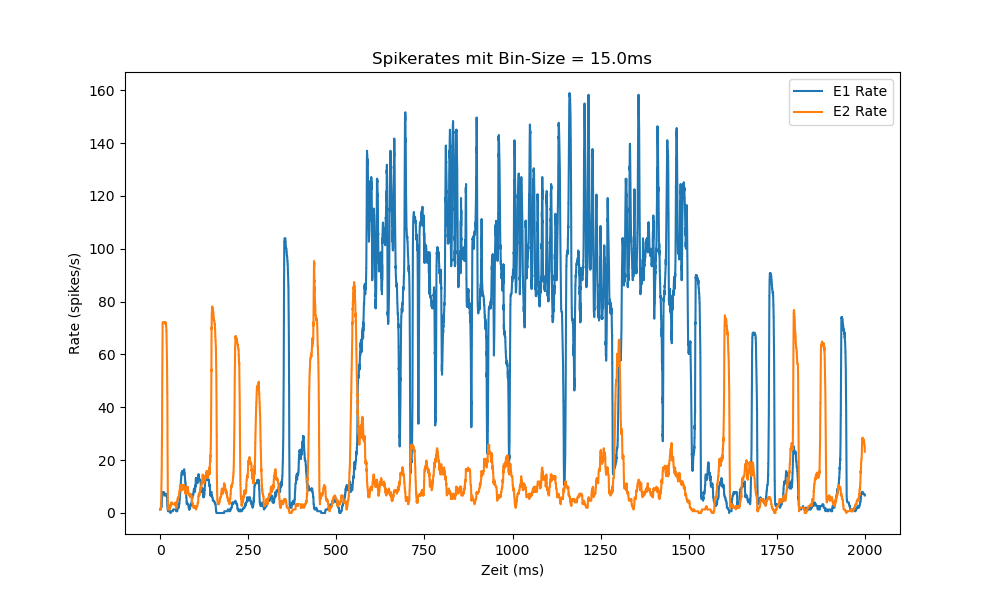 Spikerates mit Bin-Size = 15.0ms
E1 Rate
E2 Rate
Rate (spikes/s)
160
140
120
100
80
60
40
20
0
0 250 500 750 1000 1250 1500 1750 2000
Zeit (ms)